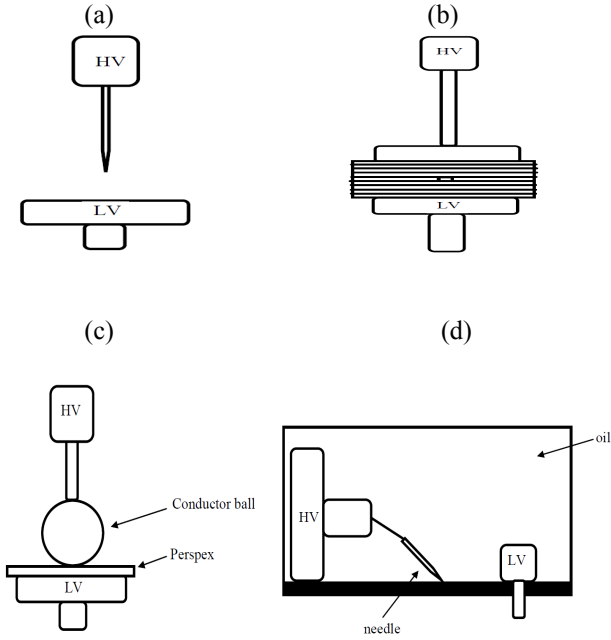 (a)
HV
LV
(b)
HV
LV
(c)
HV
Conductor ball
Perspex
LV
(d)
oil
HV
LV
needle